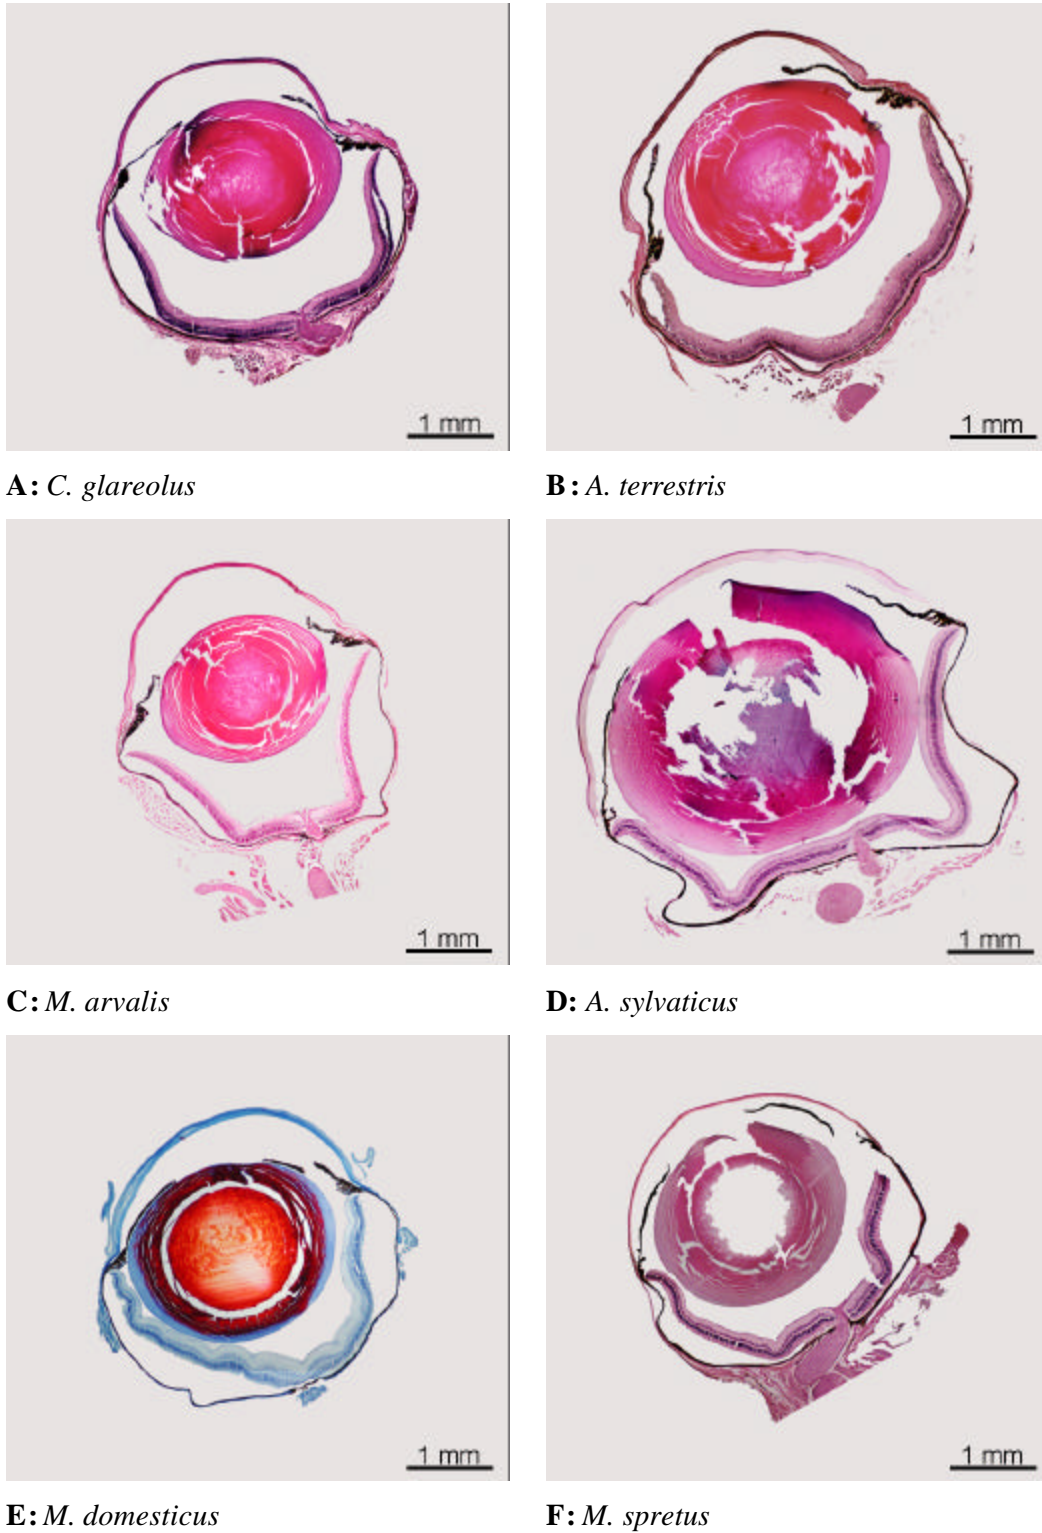 1 mm
1 mm
A: C. glareolus
B: A. terrestris
1 mm
1 mm
C: M. arvalis
D: A. sylvaticus
1 mm
1 mm
E: M. domesticus
F: M. spretus